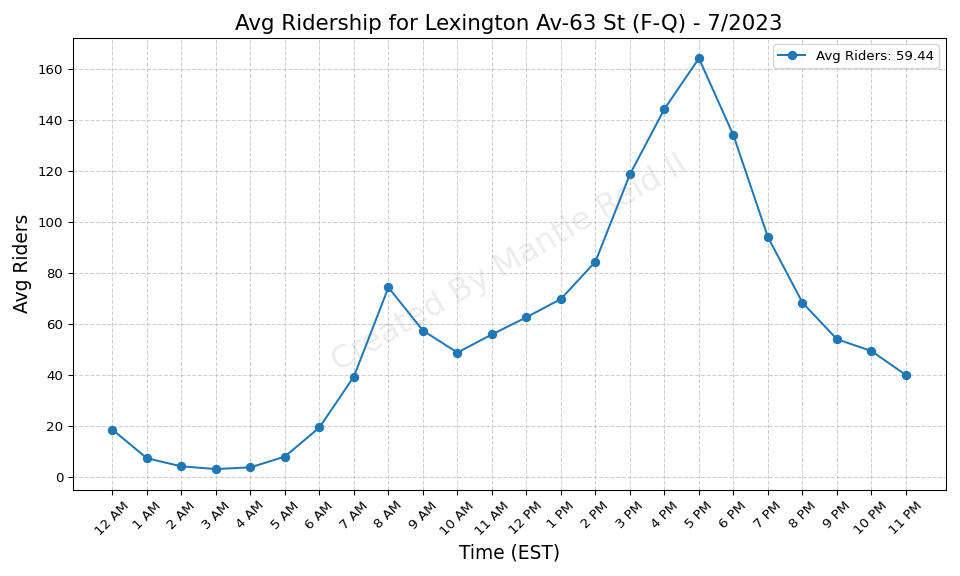 Avg Ridership for Lexington Av-63 St (F-Q) - 7/2023
Avg Riders: 59.44
160
140
120
100
80
60
40
20
0
Avg Riders
Created By Mantle Reid II
12 AM
1 AM
2 AM
3 AM
4 AM
5 AM
6 AM
7 AM
8 AM
9 AM
10 AM
11 AM
12 PM
1 PM
2 PM
3 PM
4 PM
5 PM
6 PM
7 PM
8 PM
9 PM
10 PM
11 PM
Time (EST)